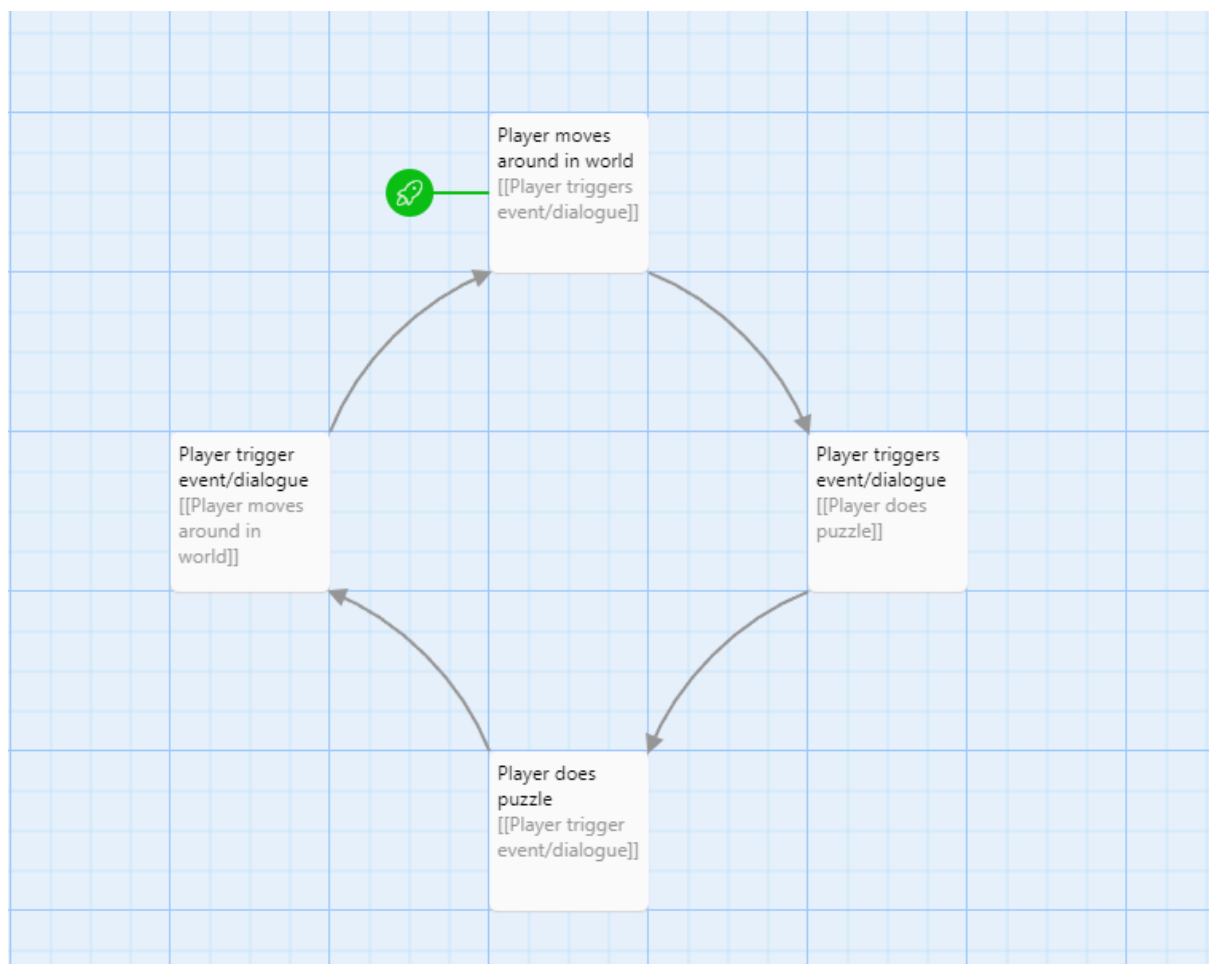 Player moves
around in world
[[Player triggers
event/dialogue]]
Player trigger
event/dialogue
[[Player moves
around in
world]]
Player triggers
event/dialogue
[[Player does
puzzle]]
Player does
puzzle
[[Player trigger
event/dialogue]]